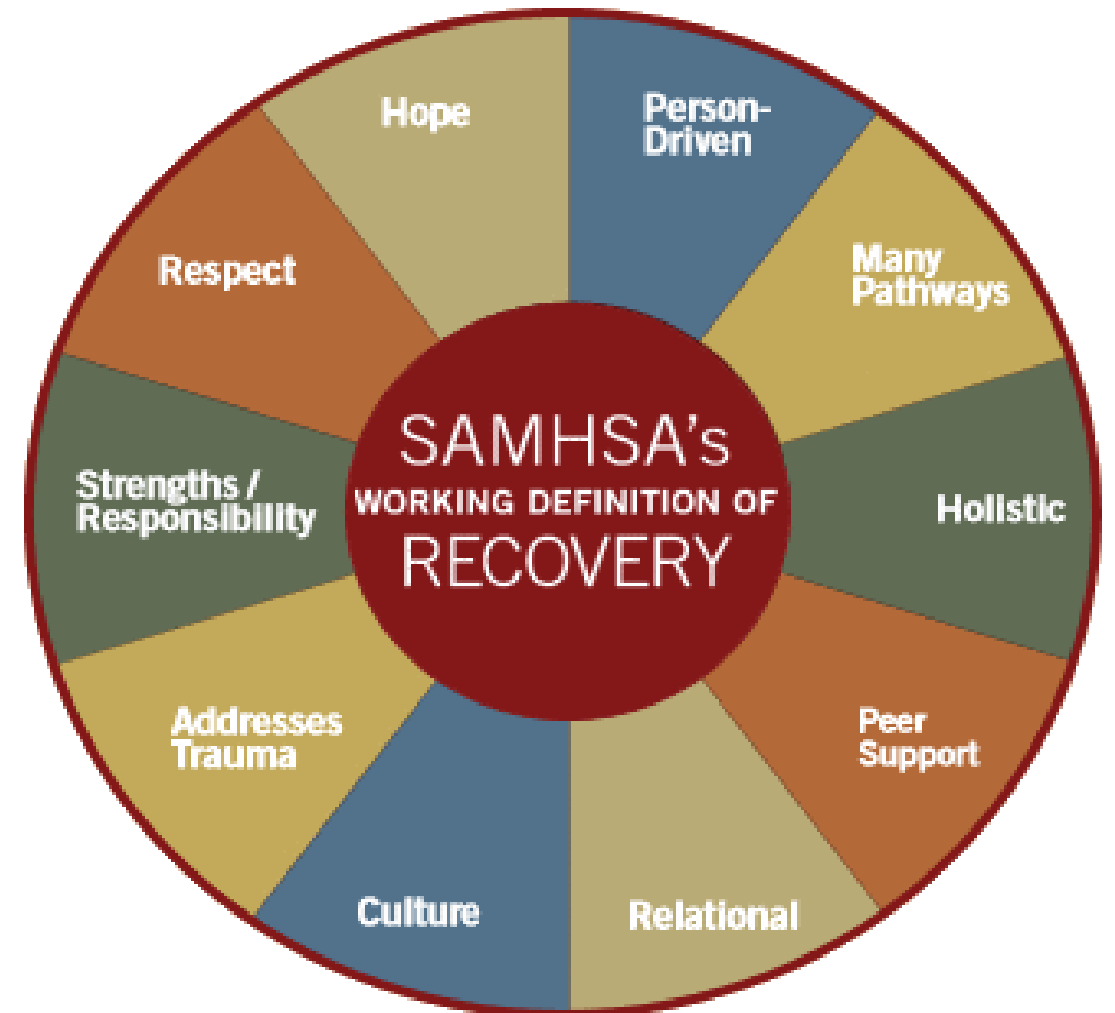 SAMHSA's
WORKING DEFINITION OF
RECOVERY
Hope
Person-
Driven
Many
Pathways
Holistic
Peer
Support
Relational
Culture
Addresses
Trauma
Strengths /
Responsibility
Respect